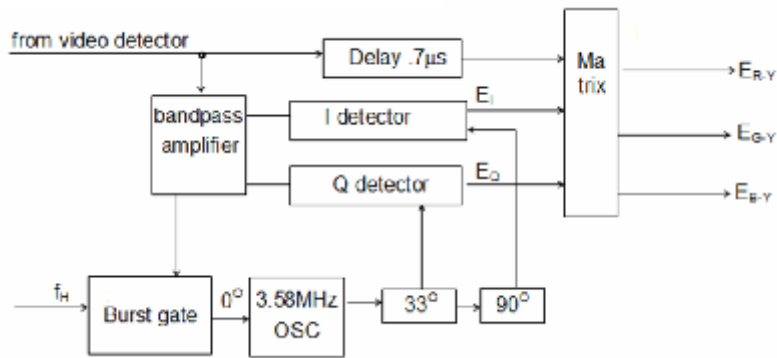 from video detector
Delay .7μs
Ma
trix
E_R-Y
bandpass
amplifier
E_I
I detector
E_G-Y
E_Q
Q detector
E_B-Y
f_H
Burst gate
0°
3.58MHz
OSC
33°
90°